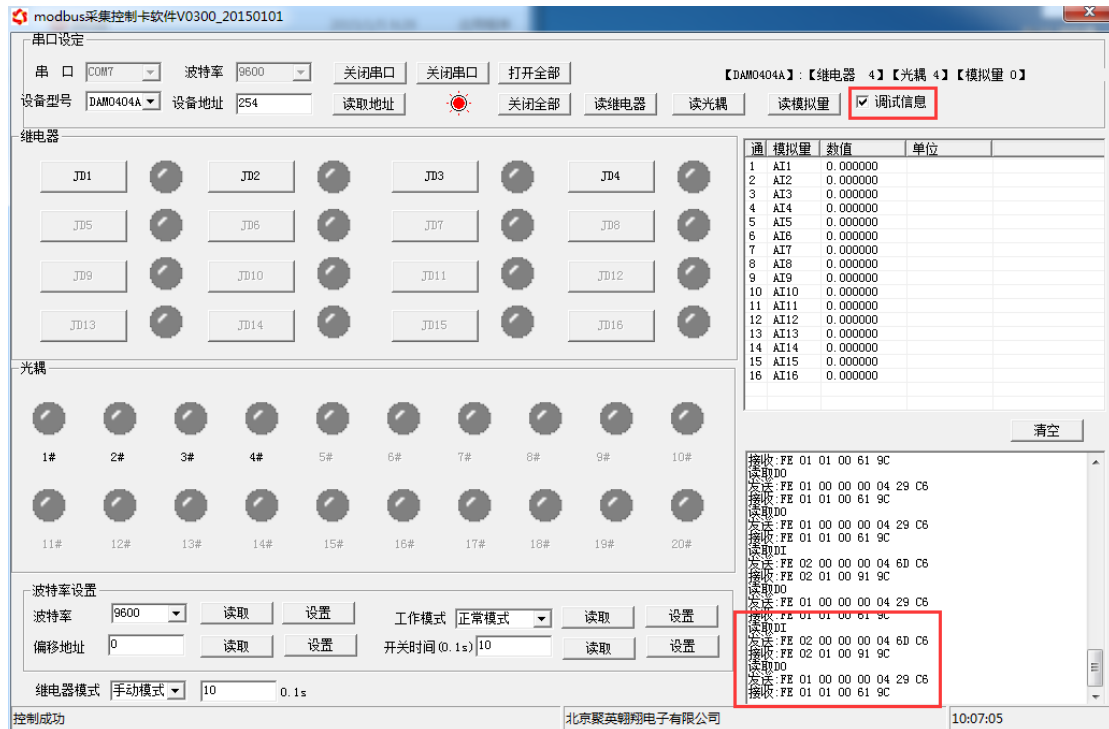 modbus采集控制卡软件V0300_20150101
串口设定
串 口 COM7 波特率 9600 关闭串口 关闭串口 打开全部 【DAM0404A】:【继电器 4】【光耦 4】【模拟量 0】
设备型号 DAM0404A 设备地址 254 读取地址 关闭全部 读继电器 读光耦 读模拟量 调试信息
继电器
JD1 JD2 JD3 JD4
JD5 JD6 JD7 JD8
JD9 JD10 JD11 JD12
JD13 JD14 JD15 JD16
通 模拟量 数值 单位
1 AI1 0.000000
2 AI2 0.000000
3 AI3 0.000000
4 AI4 0.000000
5 AI5 0.000000
6 AI6 0.000000
7 AI7 0.000000
8 AI8 0.000000
9 AI9 0.000000
10 AI10 0.000000
11 AI11 0.000000
12 AI12 0.000000
13 AI13 0.000000
14 AI14 0.000000
15 AI15 0.000000
16 AI16 0.000000
光耦
1# 2# 3# 4# 5# 6# 7# 8# 9# 10#
11# 12# 13# 14# 15# 16# 17# 18# 19# 20#
清空
接收:FE 01 01 00 61 9C
读取DO
发送:FE 01 00 00 00 04 29 C6
接收:FE 01 01 00 61 9C
读取DO
发送:FE 01 00 00 00 04 29 C6
接收:FE 01 01 00 61 9C
读取DI
发送:FE 02 00 00 00 04 6D C6
接收:FE 02 01 00 91 9C
读取DO
发送:FE 01 00 00 00 04 29 C6
接收:FE 01 01 00 61 9C
读取DI
发送:FE 02 00 00 00 04 6D C6
接收:FE 02 01 00 91 9C
读取DO
发送:FE 01 00 00 00 04 29 C6
接收:FE 01 01 00 61 9C
波特率设置
波特率 9600 读取 设置 工作模式 正常模式 读取 设置
偏移地址 0 读取 设置 开关时间(0.1s) 10 读取 设置
继电器模式 手动模式 10 0.1s
控制成功 北京聚英翱翔电子有限公司 10:07:05